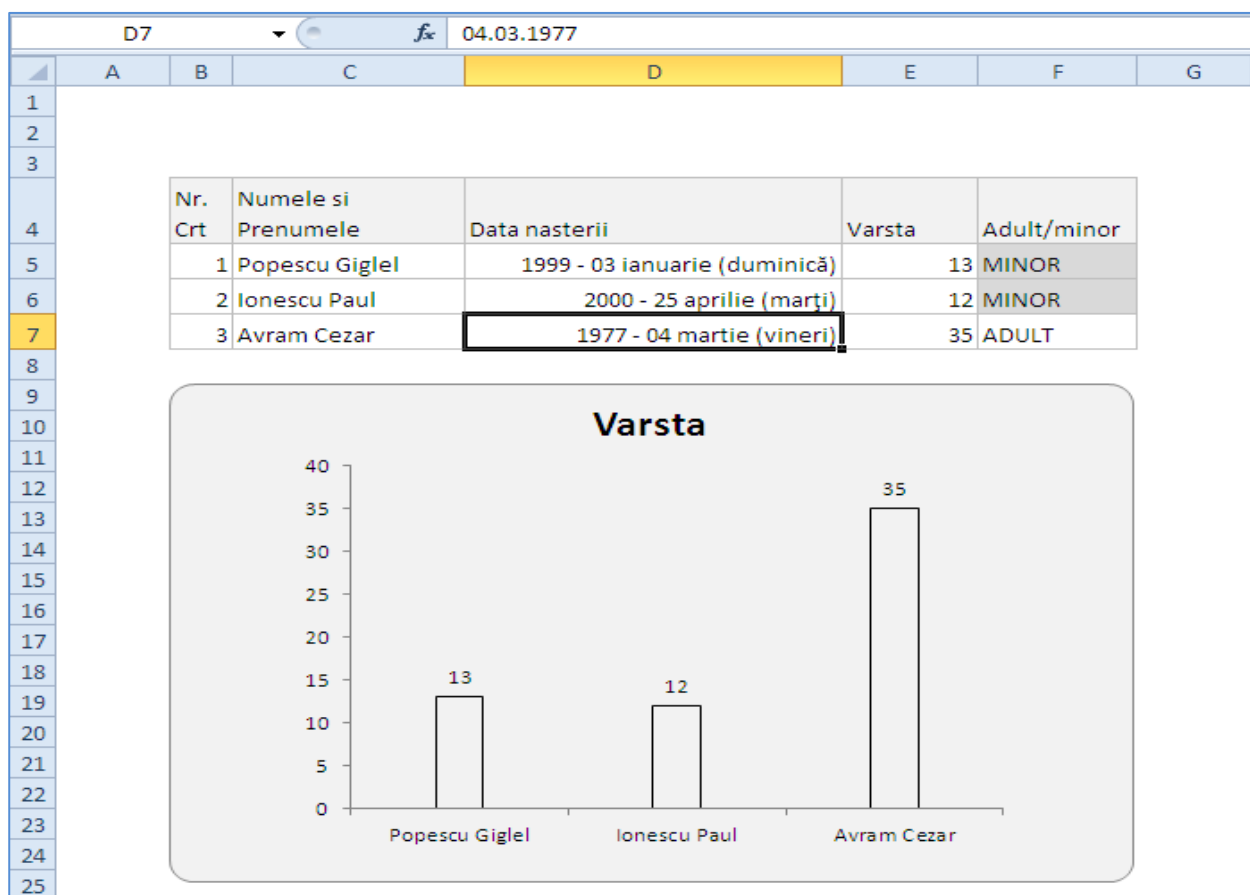 D7 fx 04.03.1977
A B C D E F G
1
2
3
Nr. Numele si
4 Crt Prenumele Data nasterii Varsta Adult/minor
5 1 Popescu Giglel 1999 - 03 ianuarie (duminică) 13 MINOR
6 2 Ionescu Paul 2000 - 25 aprilie (marţi) 12 MINOR
7 3 Avram Cezar 1977 - 04 martie (vineri) 35 ADULT
8
9
10 Varsta
11 40
12 35
13 35
14 30
15 25
16
17 20
18 15 13 12
19
20 10
21 5
22 0
23 Popescu Giglel Ionescu Paul Avram Cezar
24
25